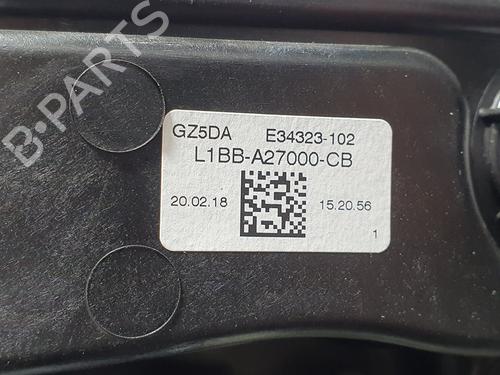 B-PARTS
GZ5DA E34323-102
L1BB-A27000-CB
20.02.18 15.20.56
1